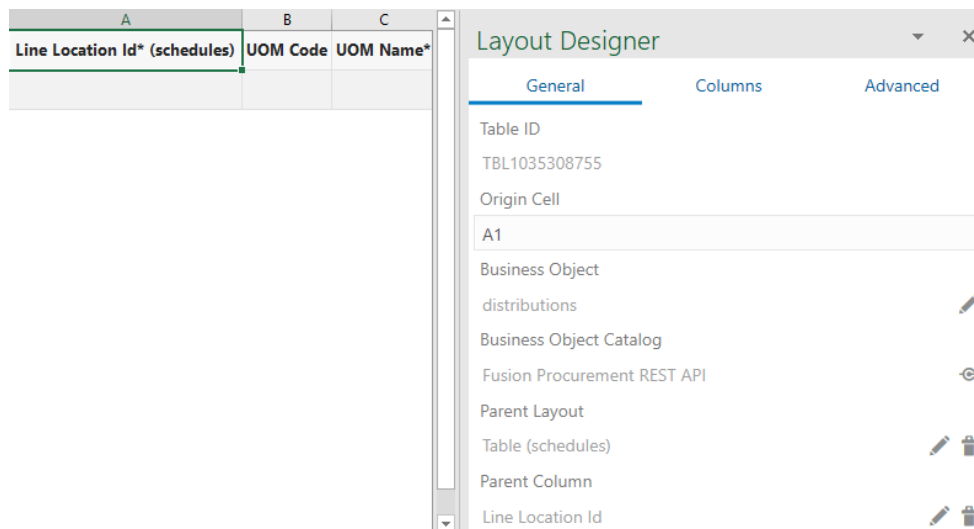 A B C
Line Location Id* (schedules) UOM Code UOM Name*
Layout Designer
General Columns Advanced
Table ID
TBL1035308755
Origin Cell
A1
Business Object
distributions
Business Object Catalog
Fusion Procurement REST API
Parent Layout
Table (schedules)
Parent Column
Line Location Id